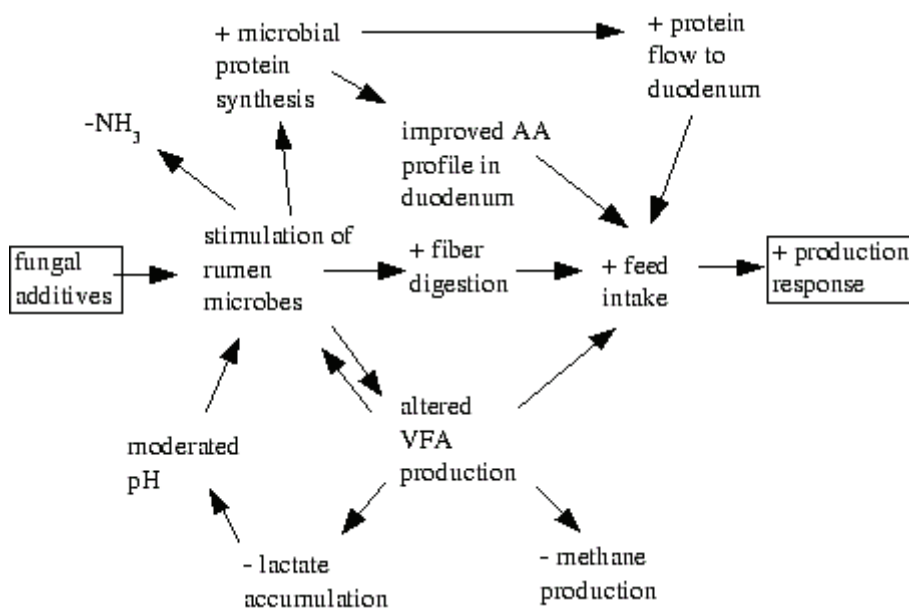 + microbial
protein
synthesis
+ protein
flow to
duodenum
-NH₃
improved AA
profile in
duodenum
fungal
additives
stimulation of
rumen
microbes
+ fiber
digestion
+ feed
intake
+ production
response
moderated
pH
altered
VFA
production
- lactate
accumulation
- methane
production